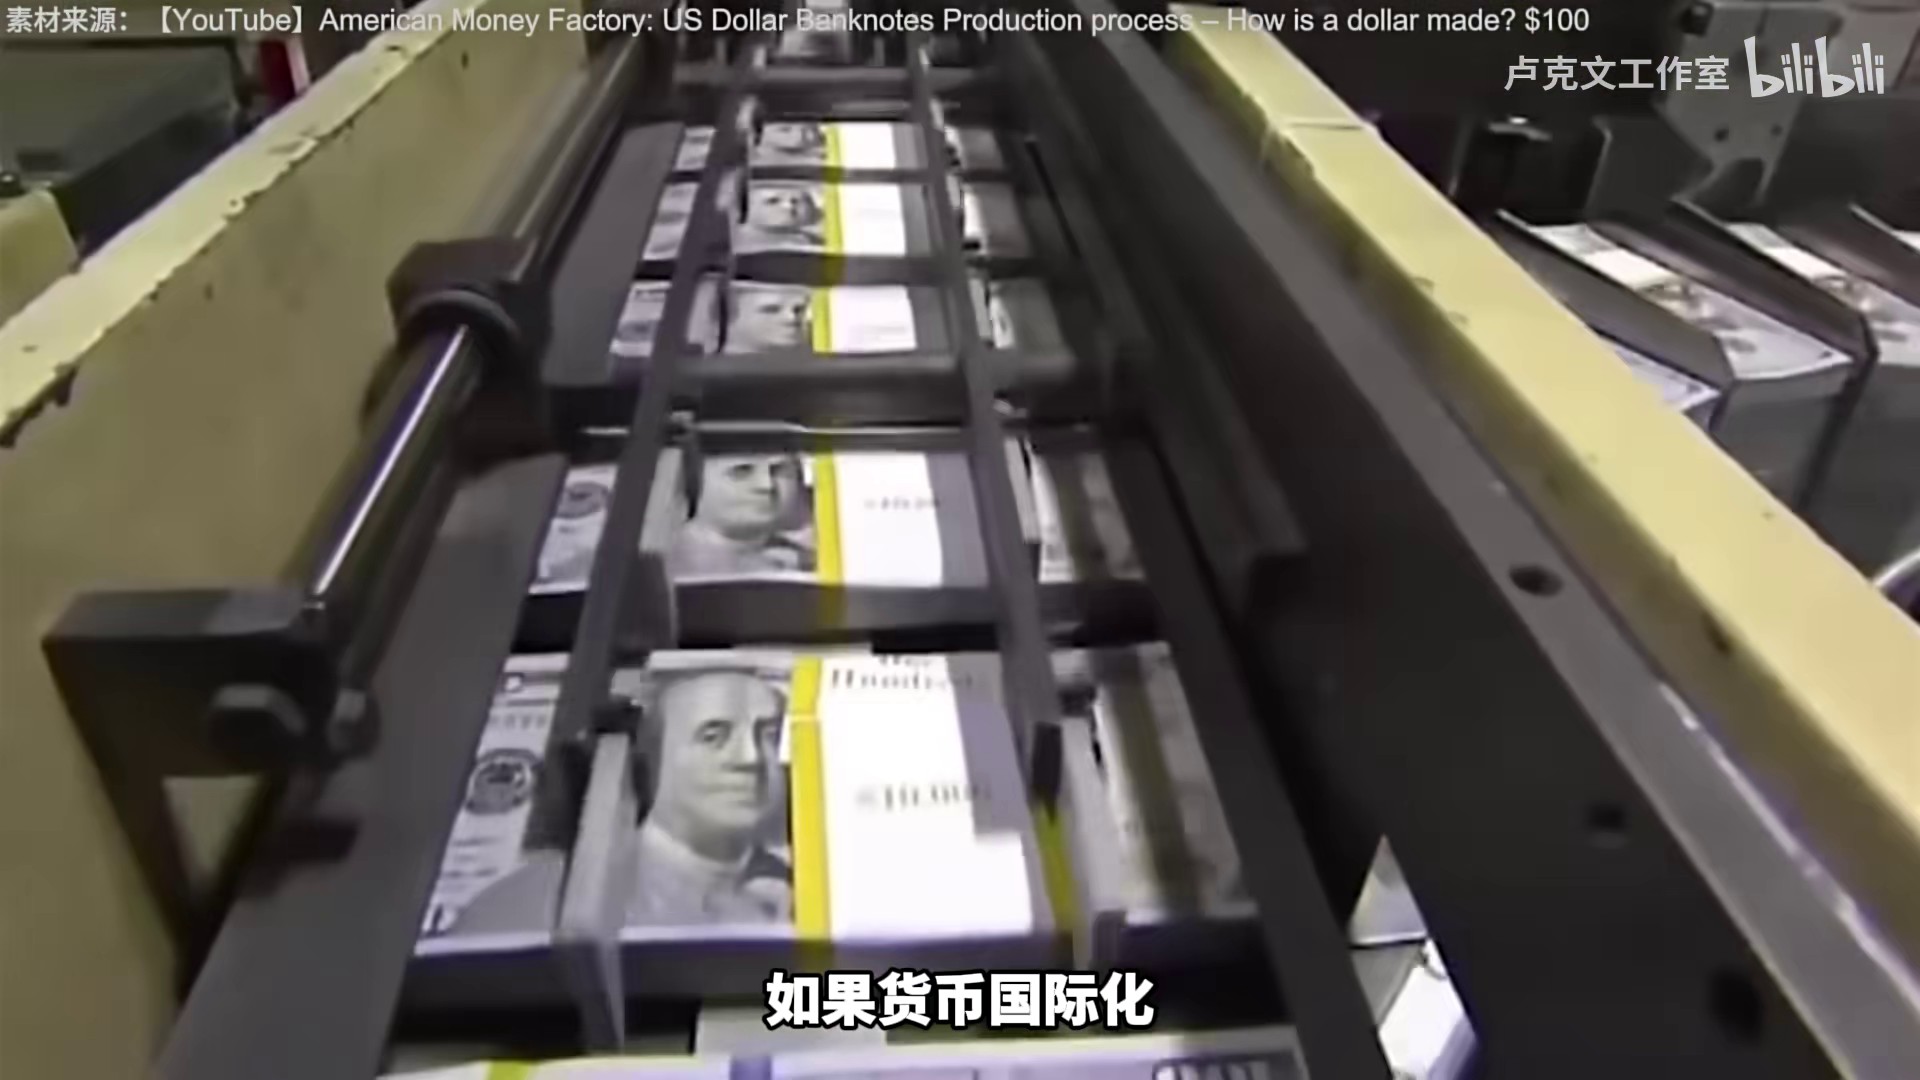 素材来源：【YouTube】American Money Factory: US Dollar Banknotes Production process – How is a dollar made? $100
卢克文工作室 bilibili
Hundred
如果货币国际化